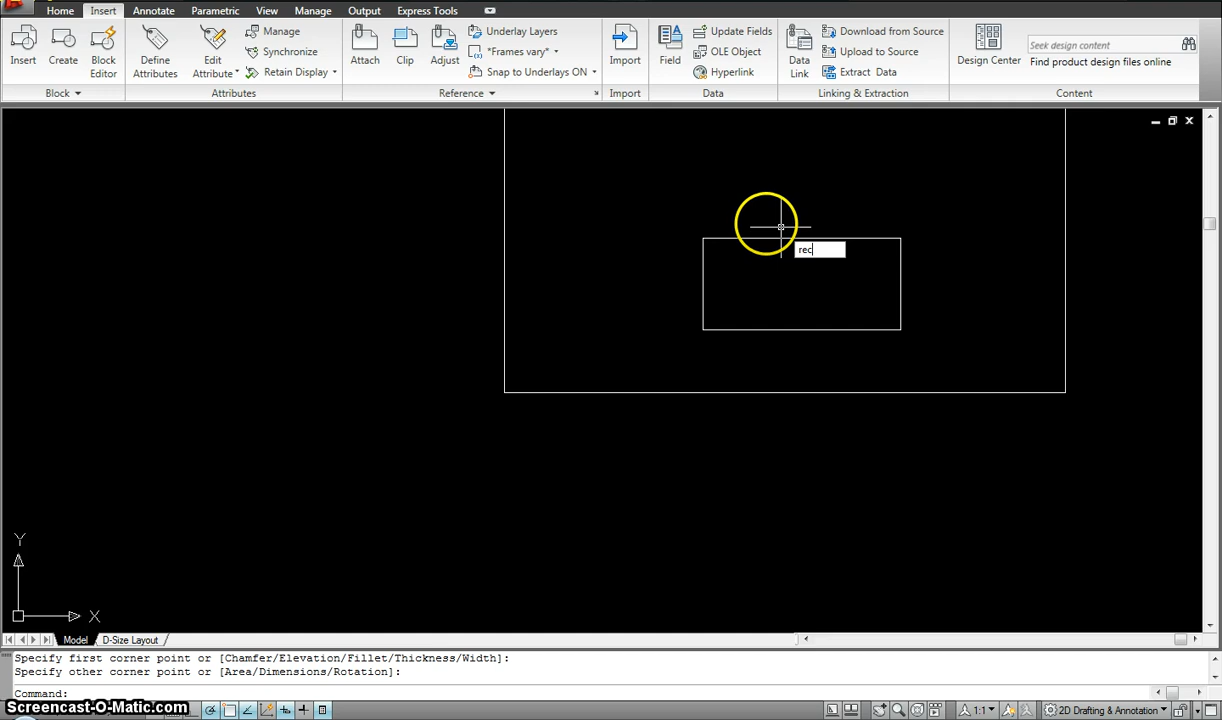 Home Insert Annotate Parametric View Manage Output Express Tools
Insert Create Block Editor
Define Attributes Edit Attribute Manage Synchronize Retain Display
Attach Clip Adjust Underlay Layers *Frames vary* Snap to Underlays ON
Import
Field Update Fields OLE Object Hyperlink
Data Link Download from Source Upload to Source Extract Data
Design Center Seek design content Find product design files online
Block Attributes Reference Import Data Linking & Extraction Content
rec
Y
X
Model D-Size Layout
Specify first corner point or [Chamfer/Elevation/Fillet/Thickness/Width]:
Specify other corner point or [Area/Dimensions/Rotation]:
Command:
Screencast-O-Matic.com 1:1 2D Drafting & Annotation